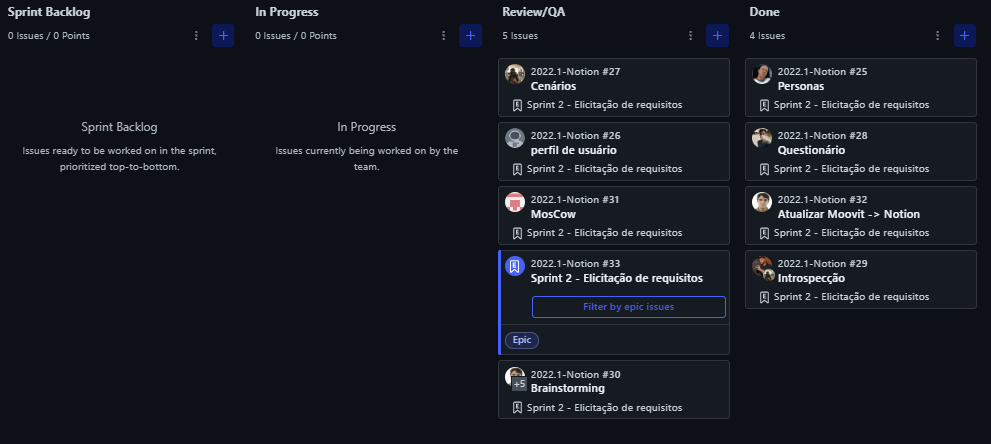 Sprint Backlog
0 Issues / 0 Points
Sprint Backlog
Issues ready to be worked on in the sprint,
prioritized top-to-bottom.
In Progress
0 Issues / 0 Points
In Progress
Issues currently being worked on by the
team.
Review/QA
5 Issues
2022.1-Notion #27
Cenários
Sprint 2 - Elicitação de requisitos
2022.1-Notion #26
perfil de usuário
Sprint 2 - Elicitação de requisitos
2022.1-Notion #31
MosCow
Sprint 2 - Elicitação de requisitos
2022.1-Notion #33
Sprint 2 - Elicitação de requisitos
Filter by epic issues
Epic
2022.1-Notion #30
+5
Brainstorming
Sprint 2 - Elicitação de requisitos
Done
4 Issues
2022.1-Notion #25
Personas
Sprint 2 - Elicitação de requisitos
2022.1-Notion #28
Questionário
Sprint 2 - Elicitação de requisitos
2022.1-Notion #32
Atualizar Moovit -> Notion
Sprint 2 - Elicitação de requisitos
2022.1-Notion #29
Introspecção
Sprint 2 - Elicitação de requisitos